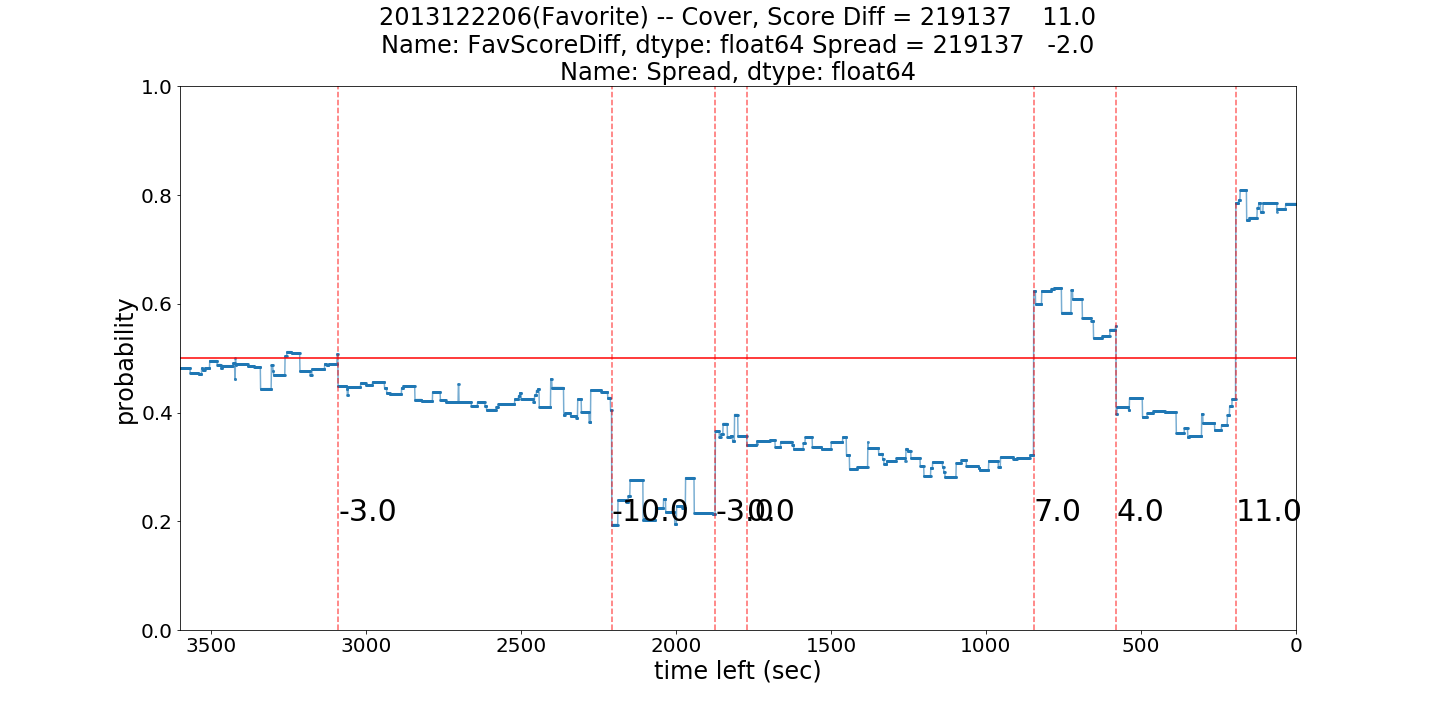 2013122206(Favorite) -- Cover, Score Diff = 219137    11.0
Name: FavScoreDiff, dtype: float64 Spread = 219137   -2.0
Name: Spread, dtype: float64
1.0
0.8
0.6
0.4
0.2
0.0
probability
-3.0
-10.0
-3.0
0.0
7.0
4.0
11.0
3500 3000 2500 2000 1500 1000 500 0
time left (sec)